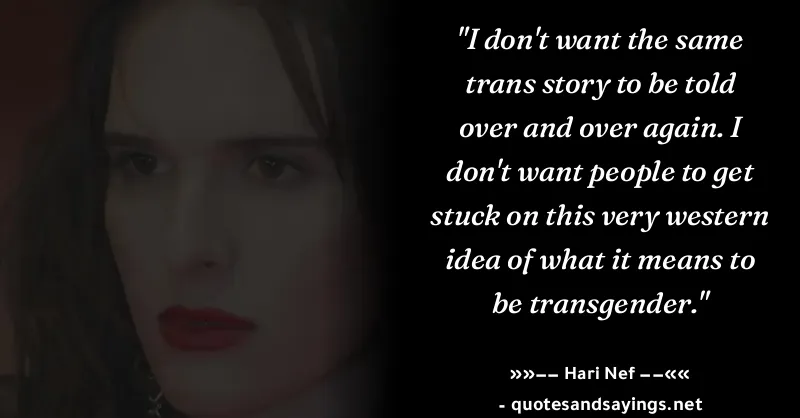 "I don't want the same
trans story to be told
over and over again. I
don't want people to get
stuck on this very western
idea of what it means to
be transgender."
»»−− Hari Nef −−««
- quotesandsayings.net